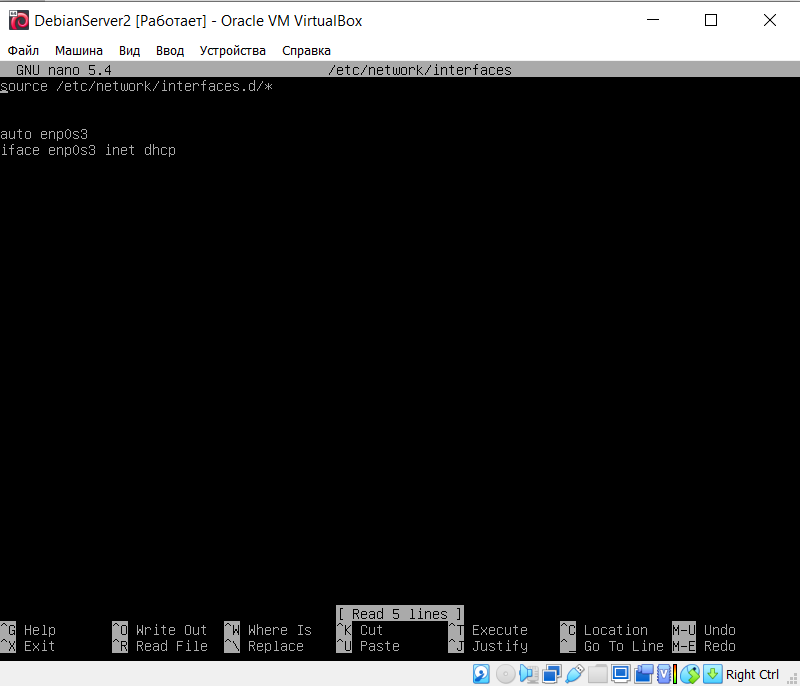 DebianServer2 [Работает] - Oracle VM VirtualBox
Файл Машина Вид Ввод Устройства Справка
GNU nano 5.4 /etc/network/interfaces
source /etc/network/interfaces.d/*
auto enp0s3
iface enp0s3 inet dhcp
[ Read 5 lines ]
^G Help ^O Write Out ^W Where Is ^K Cut ^T Execute ^C Location M-U Undo
^X Exit ^R Read File ^\ Replace ^U Paste ^J Justify ^_ Go To Line M-E Redo
Right Ctrl